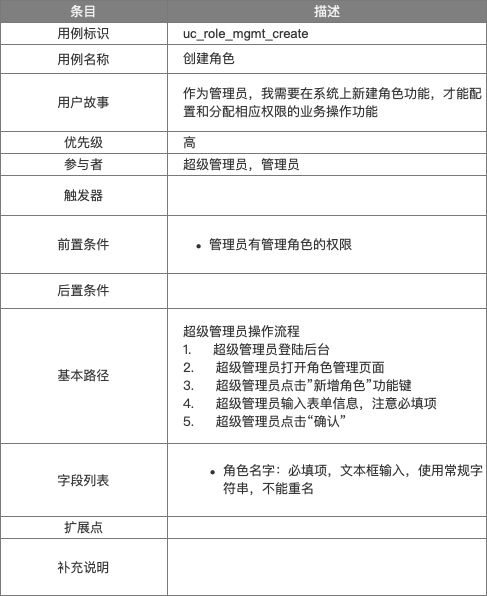 条目 描述
用例标识 uc_role_mgmt_create
用例名称 创建角色
用户故事 作为管理员，我需要在系统上新建角色功能，才能配
置和分配相应权限的业务操作功能
优先级 高
参与者 超级管理员，管理员
触发器
前置条件 • 管理员有管理角色的权限
后置条件
基本路径
超级管理员操作流程
1. 超级管理员登陆后台
2. 超级管理员打开角色管理页面
3. 超级管理员点击”新增角色”功能键
4. 超级管理员输入表单信息，注意必填项
5. 超级管理员点击“确认”
字段列表 • 角色名字：必填项，文本框输入，使用常规字
符串，不能重名
扩展点
补充说明